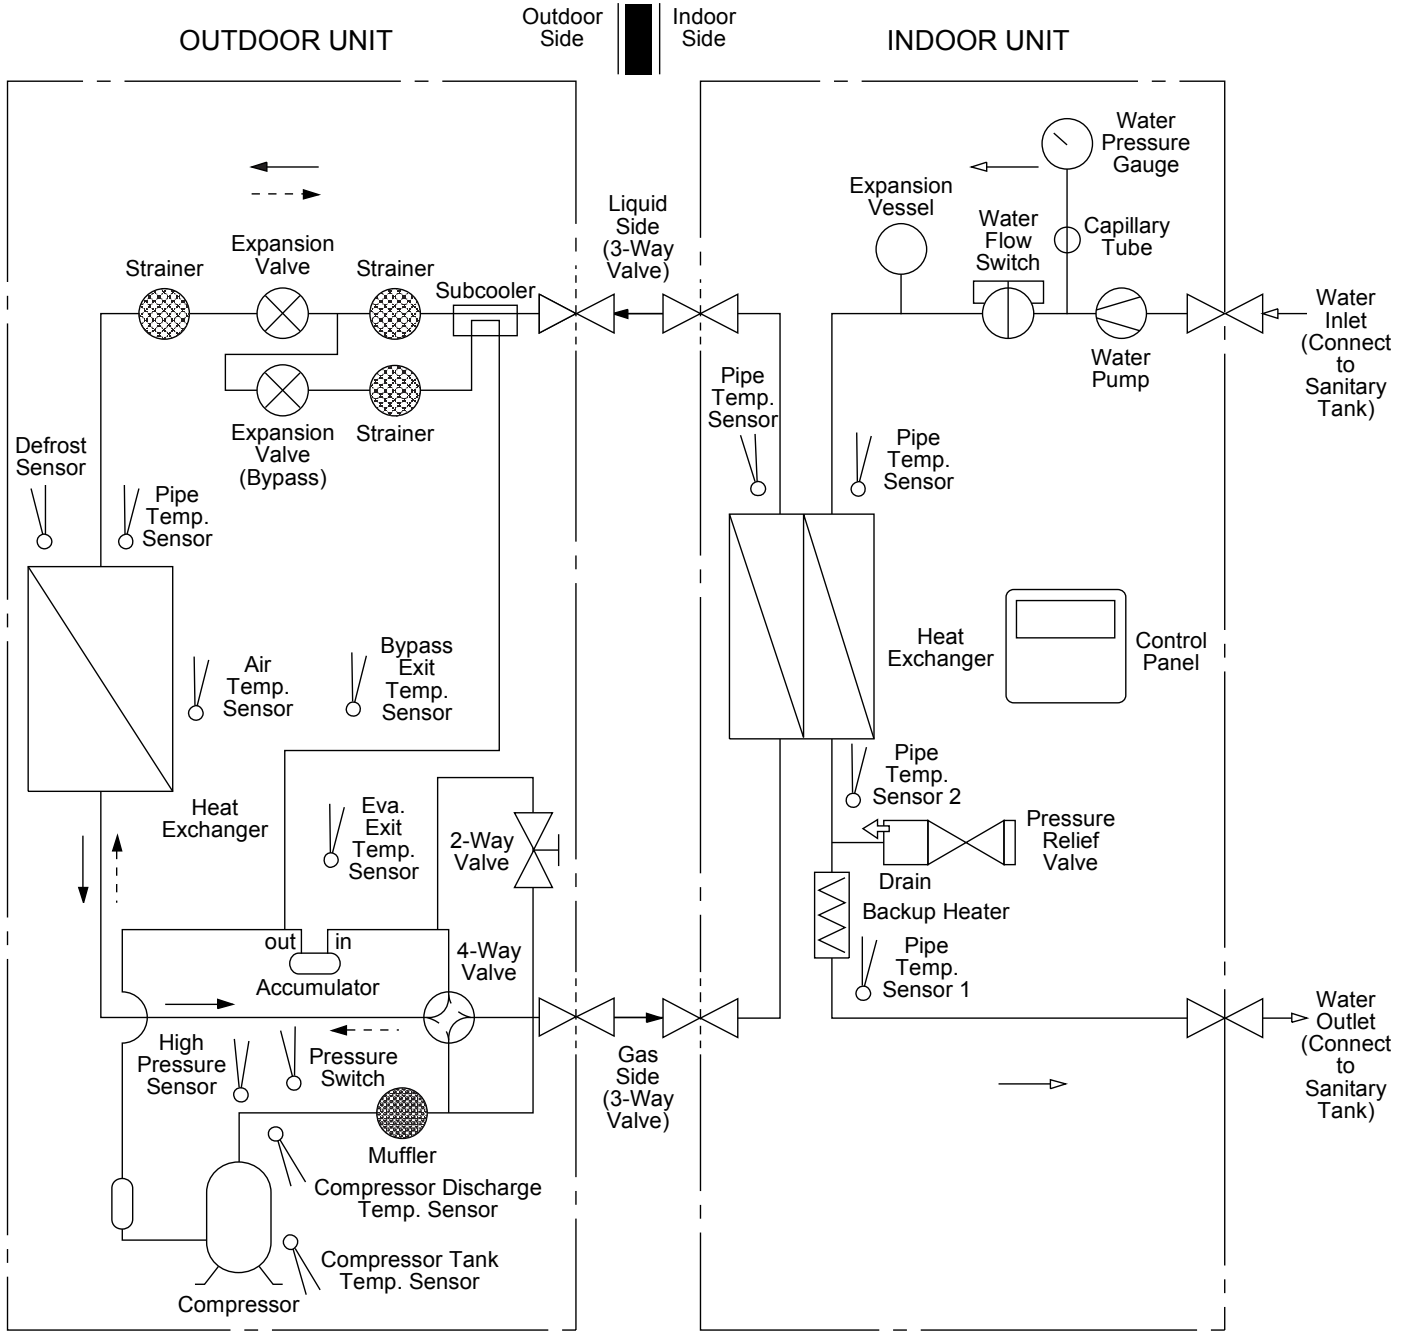 OUTDOOR UNIT
Outdoor
Side
Indoor
Side
INDOOR UNIT
Water
Pressure
Gauge
Expansion
Vessel
Water
Flow
Switch
Capillary
Tube
Liquid
Side
(3-Way
Valve)
Strainer
Expansion
Valve
Strainer
Subcooler
Water
Inlet
(Connect
to
Sanitary
Tank)
Water
Pump
Pipe
Temp.
Sensor
Pipe
Temp.
Sensor
Expansion
Valve
(Bypass)
Strainer
Defrost
Sensor
Pipe
Temp.
Sensor
Air
Temp.
Sensor
Bypass
Exit
Temp.
Sensor
Heat
Exchanger
Control
Panel
Heat
Exchanger
Eva.
Exit
Temp.
Sensor
2-Way
Valve
Pipe
Temp.
Sensor 2
Pressure
Relief
Valve
Drain
Backup Heater
out
in
Accumulator
4-Way
Valve
Pipe
Temp.
Sensor 1
Water
Outlet
(Connect
to
Sanitary
Tank)
High
Pressure
Sensor
Pressure
Switch
Gas
Side
(3-Way
Valve)
Muffler
Compressor Discharge
Temp. Sensor
Compressor Tank
Temp. Sensor
Compressor